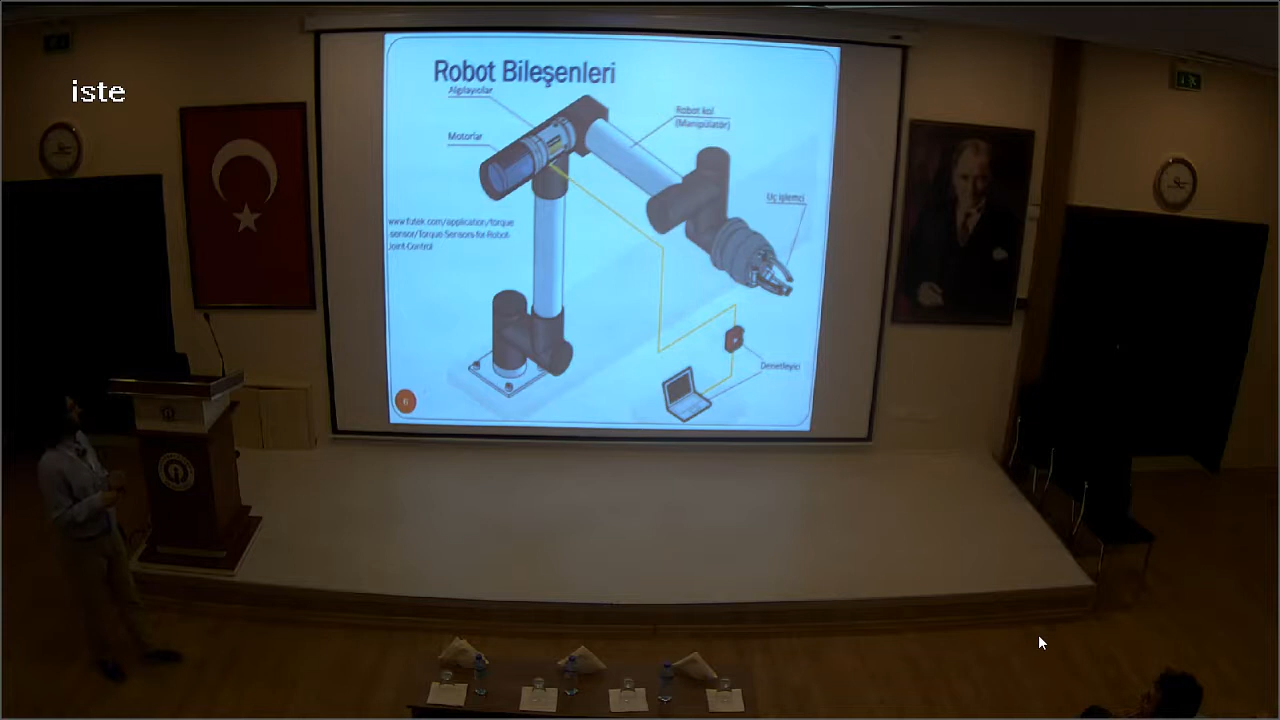 iste
Robot Bileşenleri
Algılayıcılar
Motorlar
Robot kol
(Manipülatör)
Uç işlemci
www.futek.com/application/torque
sensor/Torque-Sensors-for-Robot-
Joint-Control
Denetleyici
6